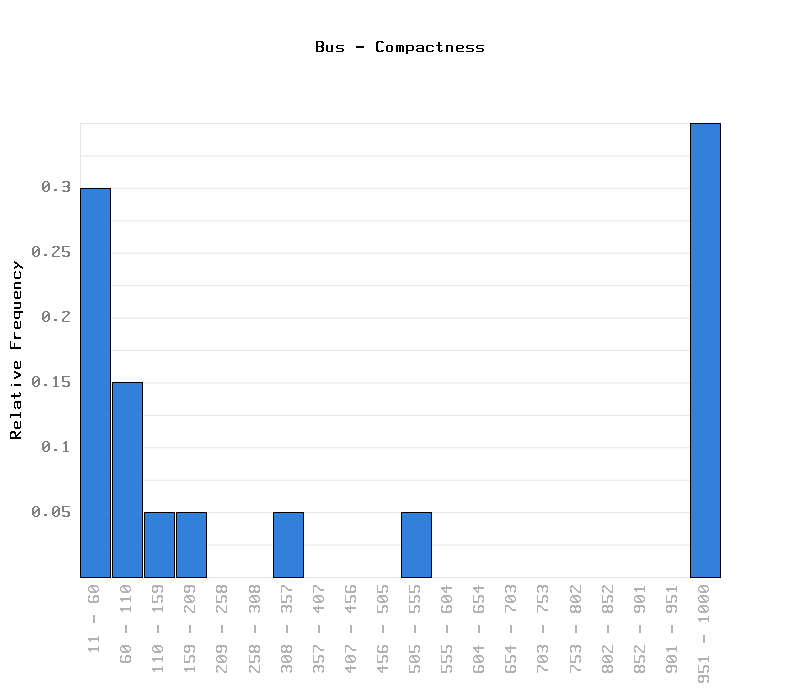 Bus - Compactness
Relative Frequency
0.3
0.25
0.2
0.15
0.1
0.05
11 - 60
60 - 110
110 - 159
159 - 209
209 - 258
258 - 308
308 - 357
357 - 407
407 - 456
456 - 505
505 - 555
555 - 604
604 - 654
654 - 703
703 - 753
753 - 802
802 - 852
852 - 901
901 - 951
951 - 1000